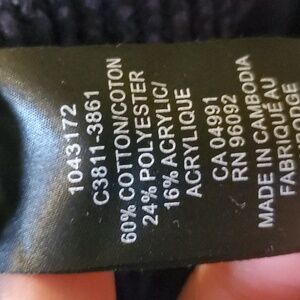 1043172
C3811-3861
60% COTTON/COTON
24% POLYESTER
16% ACRYLIC/
ACRYLIQUE
CA 04991
RN 96092
MADE IN CAMBODIA
FABRIQUÉ AU